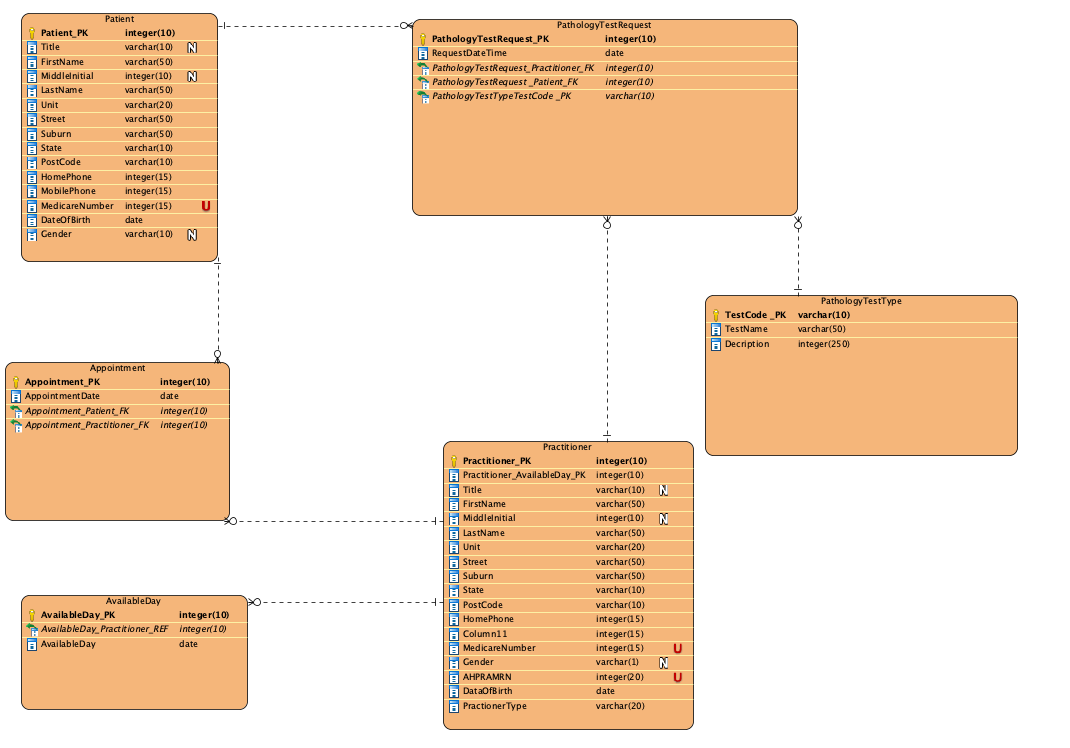 Patient
Patient_PK integer(10)
Title varchar(10) N
FirstName varchar(50)
MiddleInitial integer(10) N
LastName varchar(50)
Unit varchar(20)
Street varchar(50)
Suburn varchar(50)
State varchar(10)
PostCode varchar(10)
HomePhone integer(15)
MobilePhone integer(15)
MedicareNumber integer(15) U
DateOfBirth date
Gender varchar(10) N
PathologyTestRequest
PathologyTestRequest_PK integer(10)
RequestDateTime date
PathologyTestRequest_Practitioner_FK integer(10)
PathologyTestRequest _Patient_FK integer(10)
PathologyTestTypeTestCode _PK varchar(10)
PathologyTestType
TestCode _PK varchar(10)
TestName varchar(50)
Decription integer(250)
Appointment
Appointment_PK integer(10)
AppointmentDate date
Appointment_Patient_FK integer(10)
Appointment_Practitioner_FK integer(10)
Practitioner
Practitioner_PK integer(10)
Practitioner_AvailableDay_PK integer(10)
Title varchar(10) N
FirstName varchar(50)
MiddleInitial integer(10) N
LastName varchar(50)
Unit varchar(20)
Street varchar(50)
Suburn varchar(50)
State varchar(10)
PostCode varchar(10)
HomePhone integer(15)
Column11 integer(15)
MedicareNumber integer(15) U
Gender varchar(1) N
AHPRAMRN integer(20) U
DataOfBirth date
PractionerType varchar(20)
AvailableDay
AvailableDay_PK integer(10)
AvailableDay_Practitioner_REF integer(10)
AvailableDay date